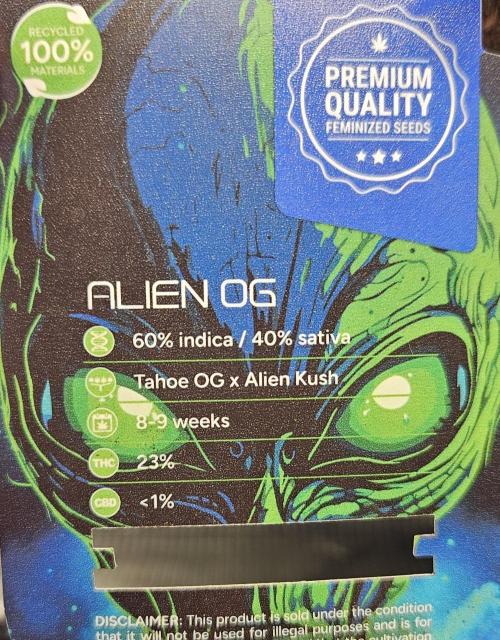 RECYCLED
100%
MATERIALS
PREMIUM
QUALITY
FEMINIZED SEEDS
ALIEN OG
60% indica / 40% sativa
Tahoe OG x Alien Kush
8-9 weeks
THC 23%
CBD <1%
DISCLAIMER: This product is sold under the condition
that it will not be used for illegal purposes and is for
the cultivation